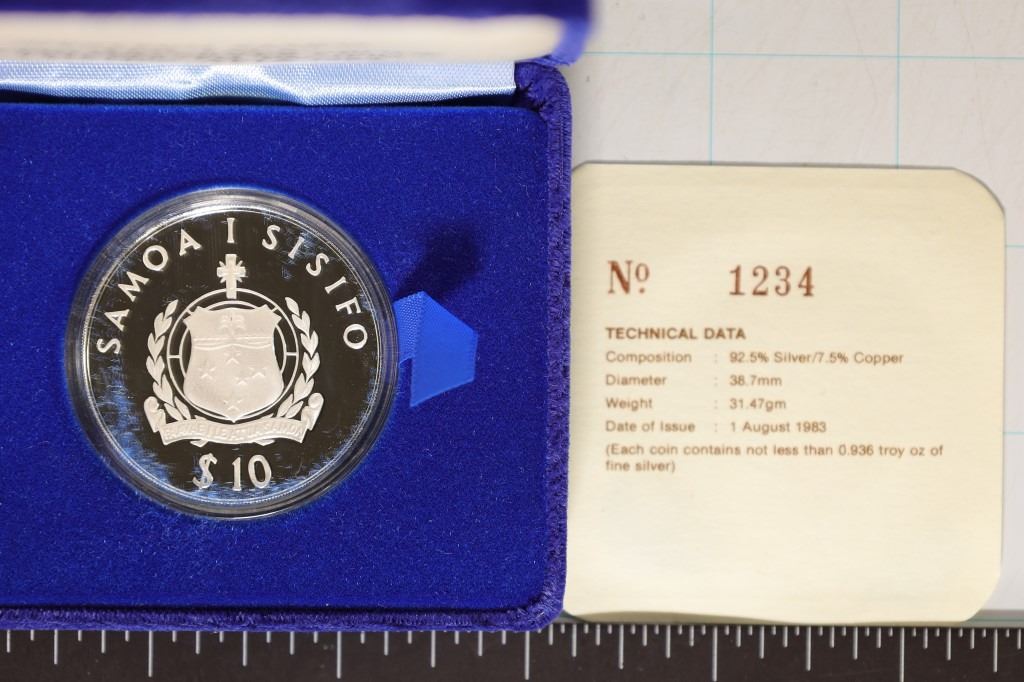 SAMOA I SISIFO
$10
No 1234
TECHNICAL DATA
Composition : 92.5% Silver/7.5% Copper
Diameter : 38.7mm
Weight : 31.47gm
Date of Issue : 1 August 1983
(Each coin contains not less than 0.936 troy oz of
fine silver)